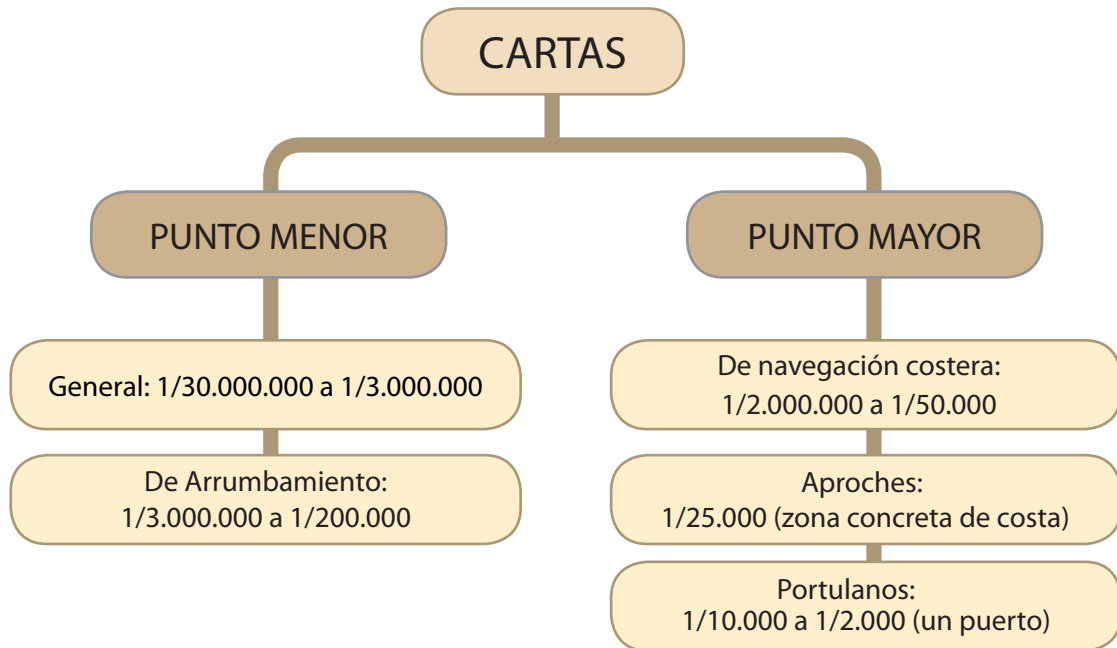 CARTAS
PUNTO MENOR
General: 1/30.000.000 a 1/3.000.000
De Arrumbamiento:
1/3.000.000 a 1/200.000
PUNTO MAYOR
De navegación costera:
1/2.000.000 a 1/50.000
Aproches:
1/25.000 (zona concreta de costa)
Portulanos:
1/10.000 a 1/2.000 (un puerto)